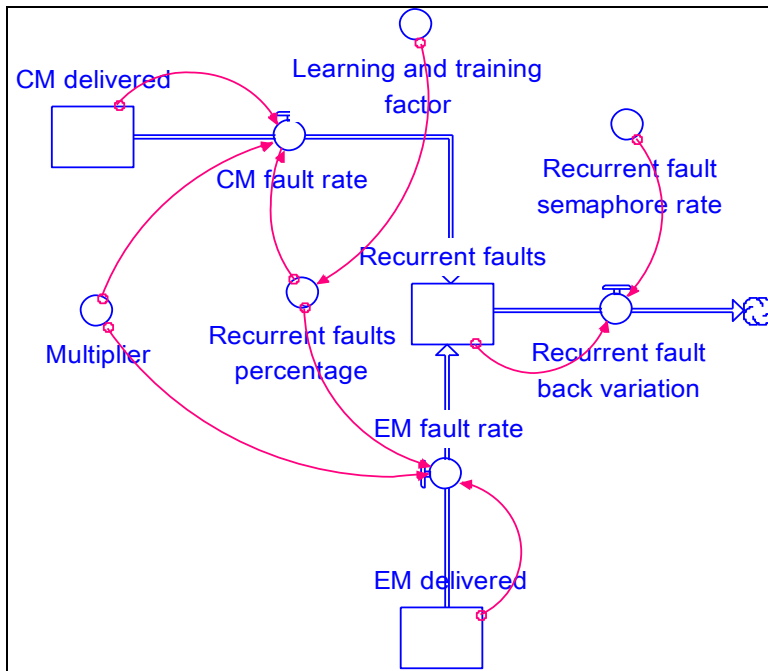 CM delivered
Learning and training
factor
CM fault rate
Recurrent fault
semaphore rate
Recurrent faults
Multiplier
Recurrent faults
percentage
Recurrent fault
back variation
EM fault rate
EM delivered